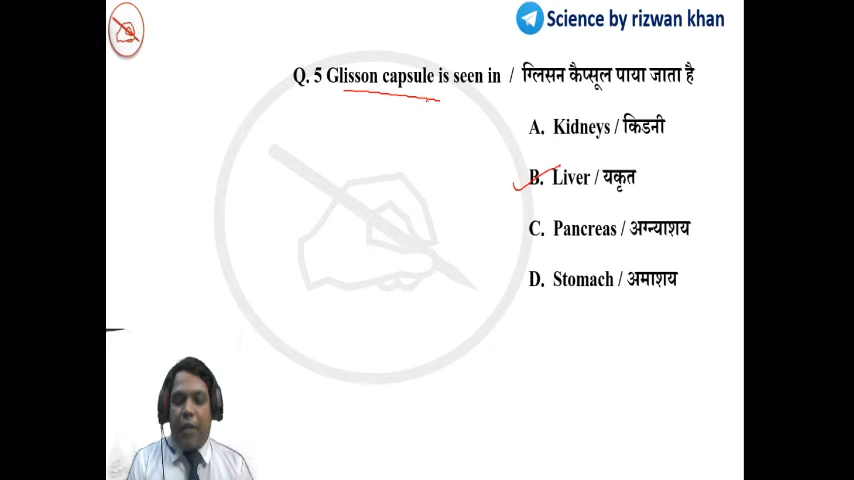 Science by rizwan khan
Q. 5 Glisson capsule is seen in / ग्लिसन कैप्सूल पाया जाता है
A. Kidneys / किडनी
B. Liver / यकृत
C. Pancreas / अग्न्याशय
D. Stomach / अमाशय